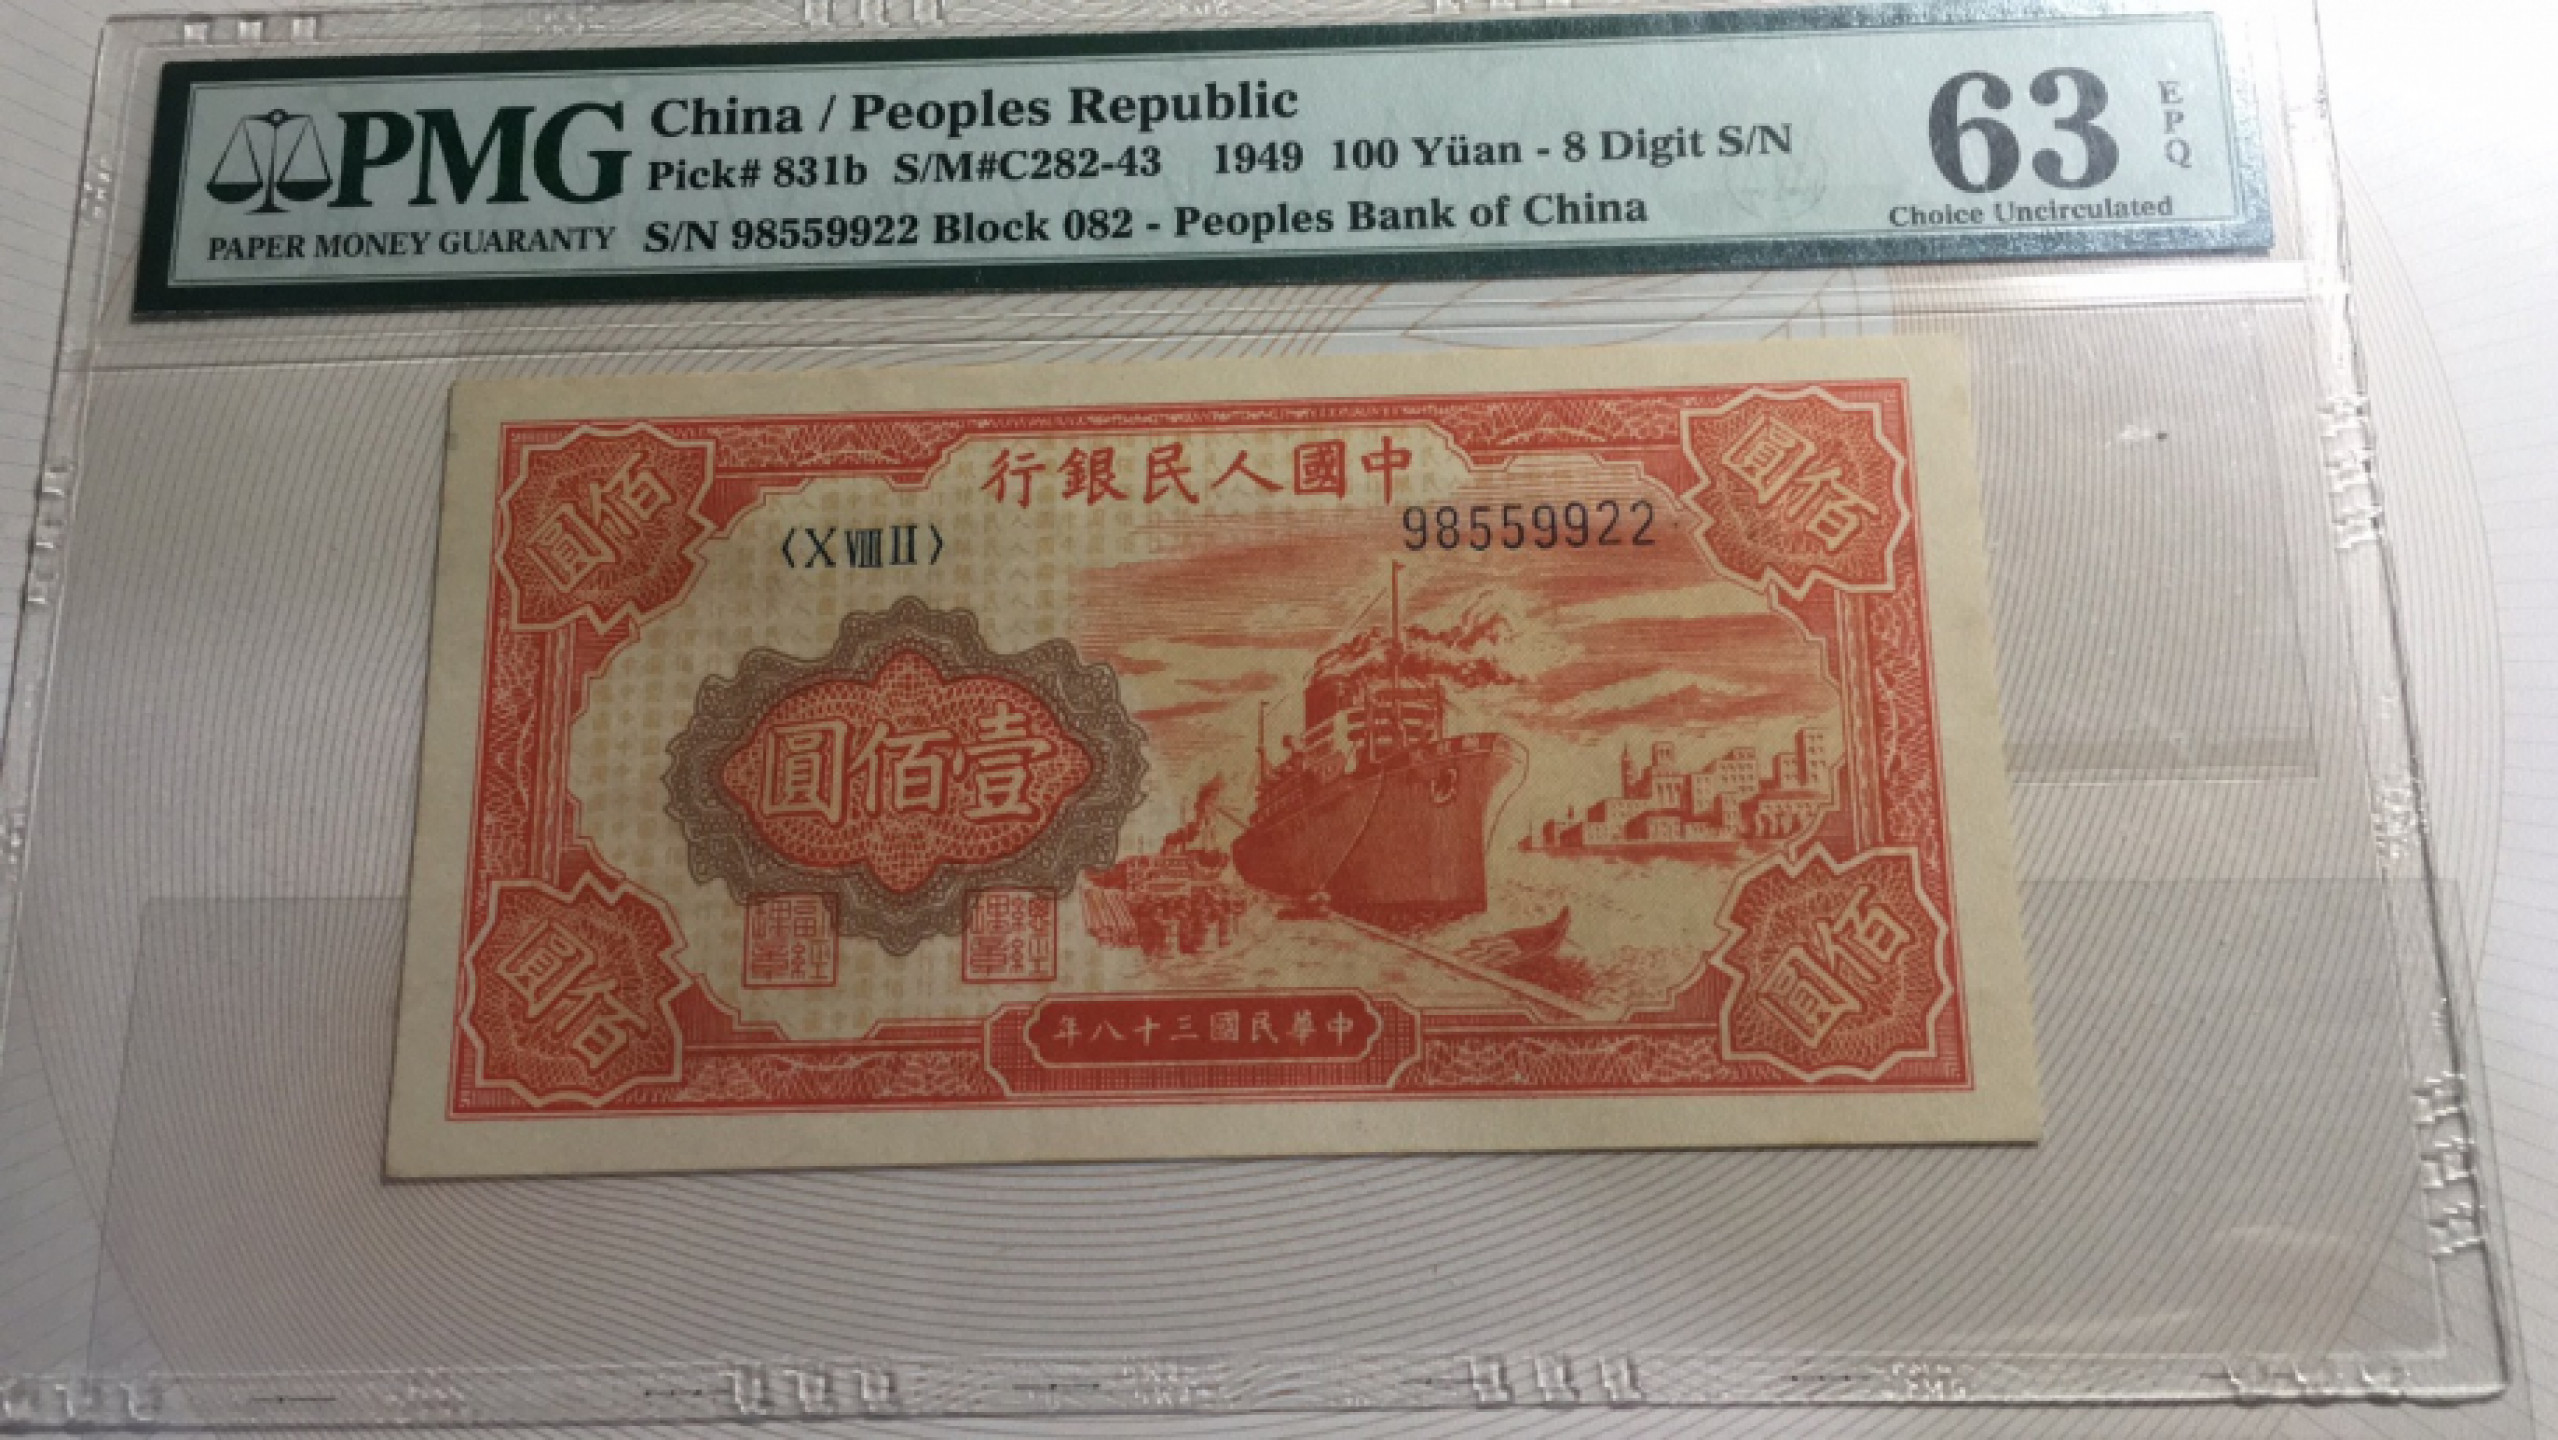 PMG
PAPER MONEY GUARANTY
China / Peoples Republic
Pick# 831b S/M#C282-43 1949 100 Yüan - 8 Digit S/N
S/N 98559922 Block 082 - Peoples Bank of China
63
EPQ
Choice Uncirculated
中國人民銀行
〈X VIIII II〉
98559922
佰圓
佰圓
壹佰圓
佰圓
佰圓
中華民國三十八年